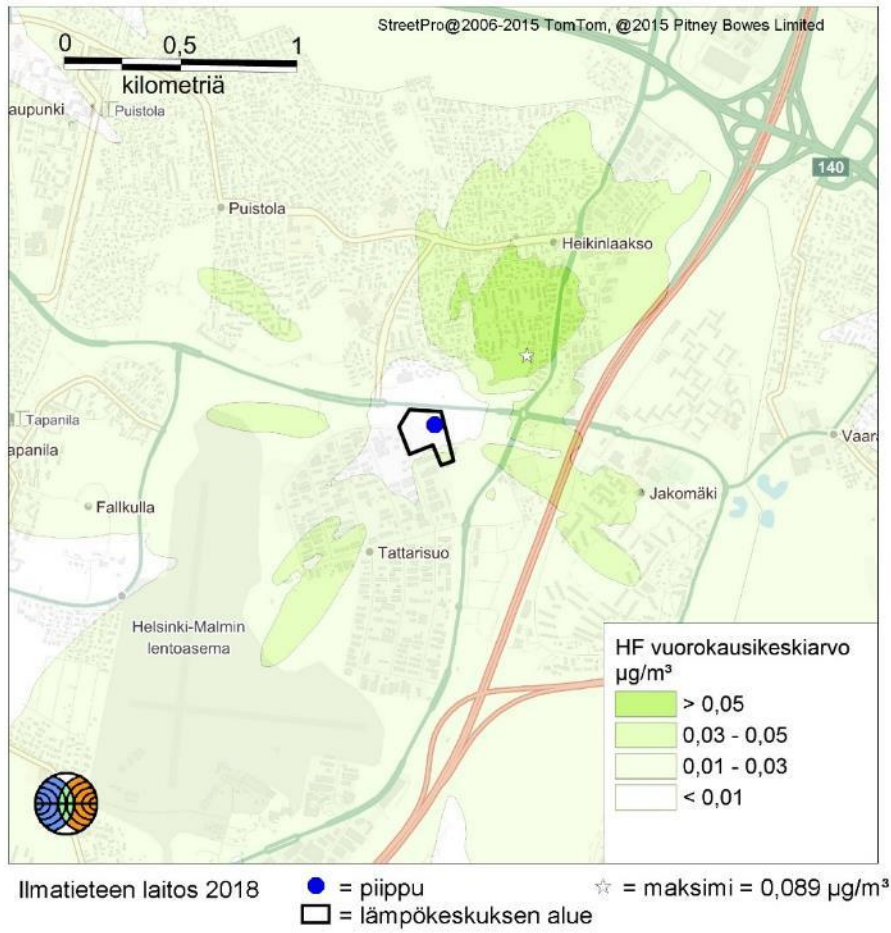 StreetPro@2006-2015 TomTom, @2015 Pitney Bowes Limited
0 0,5 1
kilometriä
aupunki
Puistola
140
Puistola
Heikinlaakso
Tapanila
apanila
Vaara
Jakomäki
Fallkulla
Tattarisuo
Helsinki-Malmin
lentoasema
HF vuorokausikeskiarvo
µg/m³
> 0,05
0,03 - 0,05
0,01 - 0,03
< 0,01
Ilmatieteen laitos 2018
= piippu
= maksimi = 0,089 µg/m³
= lämpökeskuksen alue